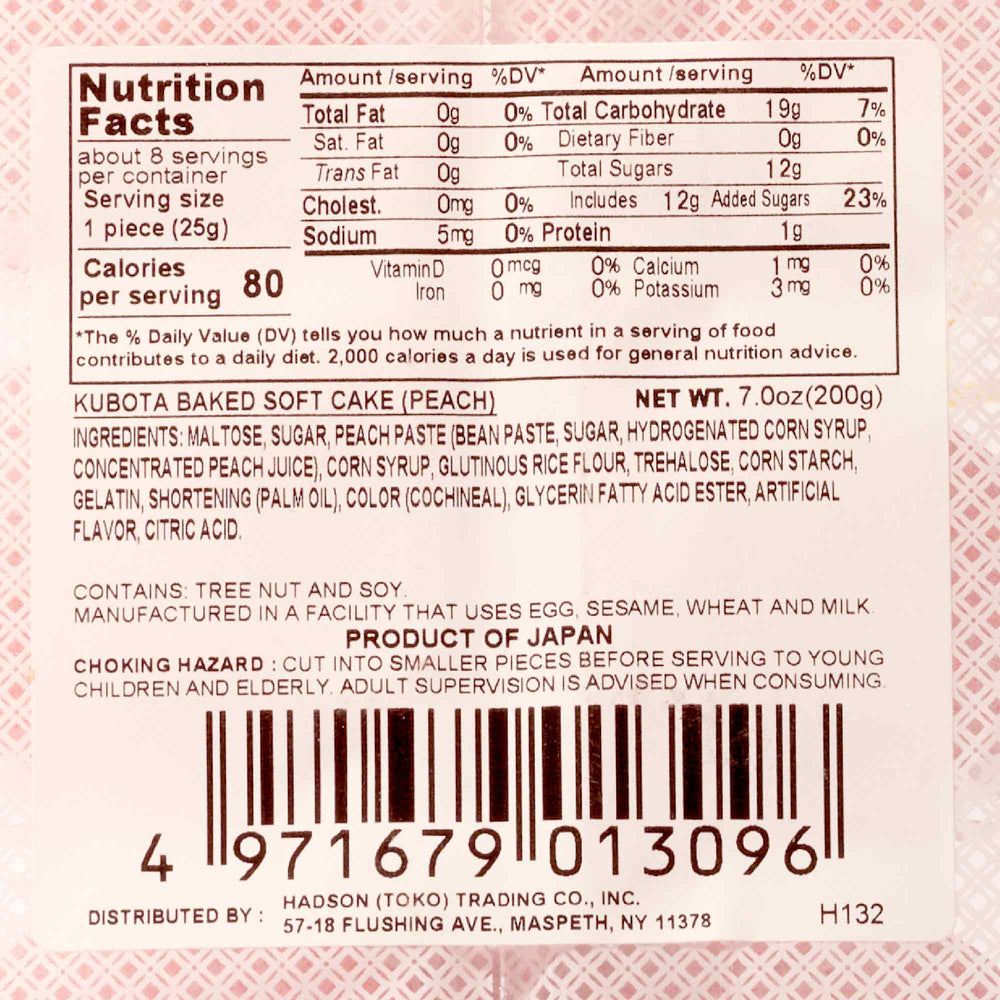 Nutrition Facts
about 8 servings per container
Serving size
1 piece (25g)
Calories per serving 80
Amount /serving %DV* Amount /serving %DV*
Total Fat 0g 0% Total Carbohydrate 19g 7%
Sat. Fat 0g 0% Dietary Fiber 0g 0%
Trans Fat 0g Total Sugars 12g
Cholest. 0mg 0% Includes 12g Added Sugars 23%
Sodium 5mg 0% Protein 1g
Vitamin D 0 mcg 0% Calcium 1 mg 0%
Iron 0 mg 0% Potassium 3 mg 0%
*The % Daily Value (DV) tells you how much a nutrient in a serving of food
contributes to a daily diet. 2,000 calories a day is used for general nutrition advice.
KUBOTA BAKED SOFT CAKE (PEACH) NET WT. 7.0oz(200g)
INGREDIENTS: MALTOSE, SUGAR, PEACH PASTE (BEAN PASTE, SUGAR, HYDROGENATED CORN SYRUP,
CONCENTRATED PEACH JUICE), CORN SYRUP, GLUTINOUS RICE FLOUR, TREHALOSE, CORN STARCH,
GELATIN, SHORTENING (PALM OIL), COLOR (COCHINEAL), GLYCERIN FATTY ACID ESTER, ARTIFICIAL
FLAVOR, CITRIC ACID.
CONTAINS: TREE NUT AND SOY.
MANUFACTURED IN A FACILITY THAT USES EGG, SESAME, WHEAT AND MILK.
PRODUCT OF JAPAN
CHOKING HAZARD : CUT INTO SMALLER PIECES BEFORE SERVING TO YOUNG
CHILDREN AND ELDERLY. ADULT SUPERVISION IS ADVISED WHEN CONSUMING.
4 971679 013096
DISTRIBUTED BY : HADSON (TOKO) TRADING CO., INC.
57-18 FLUSHING AVE., MASPETH, NY 11378
H132